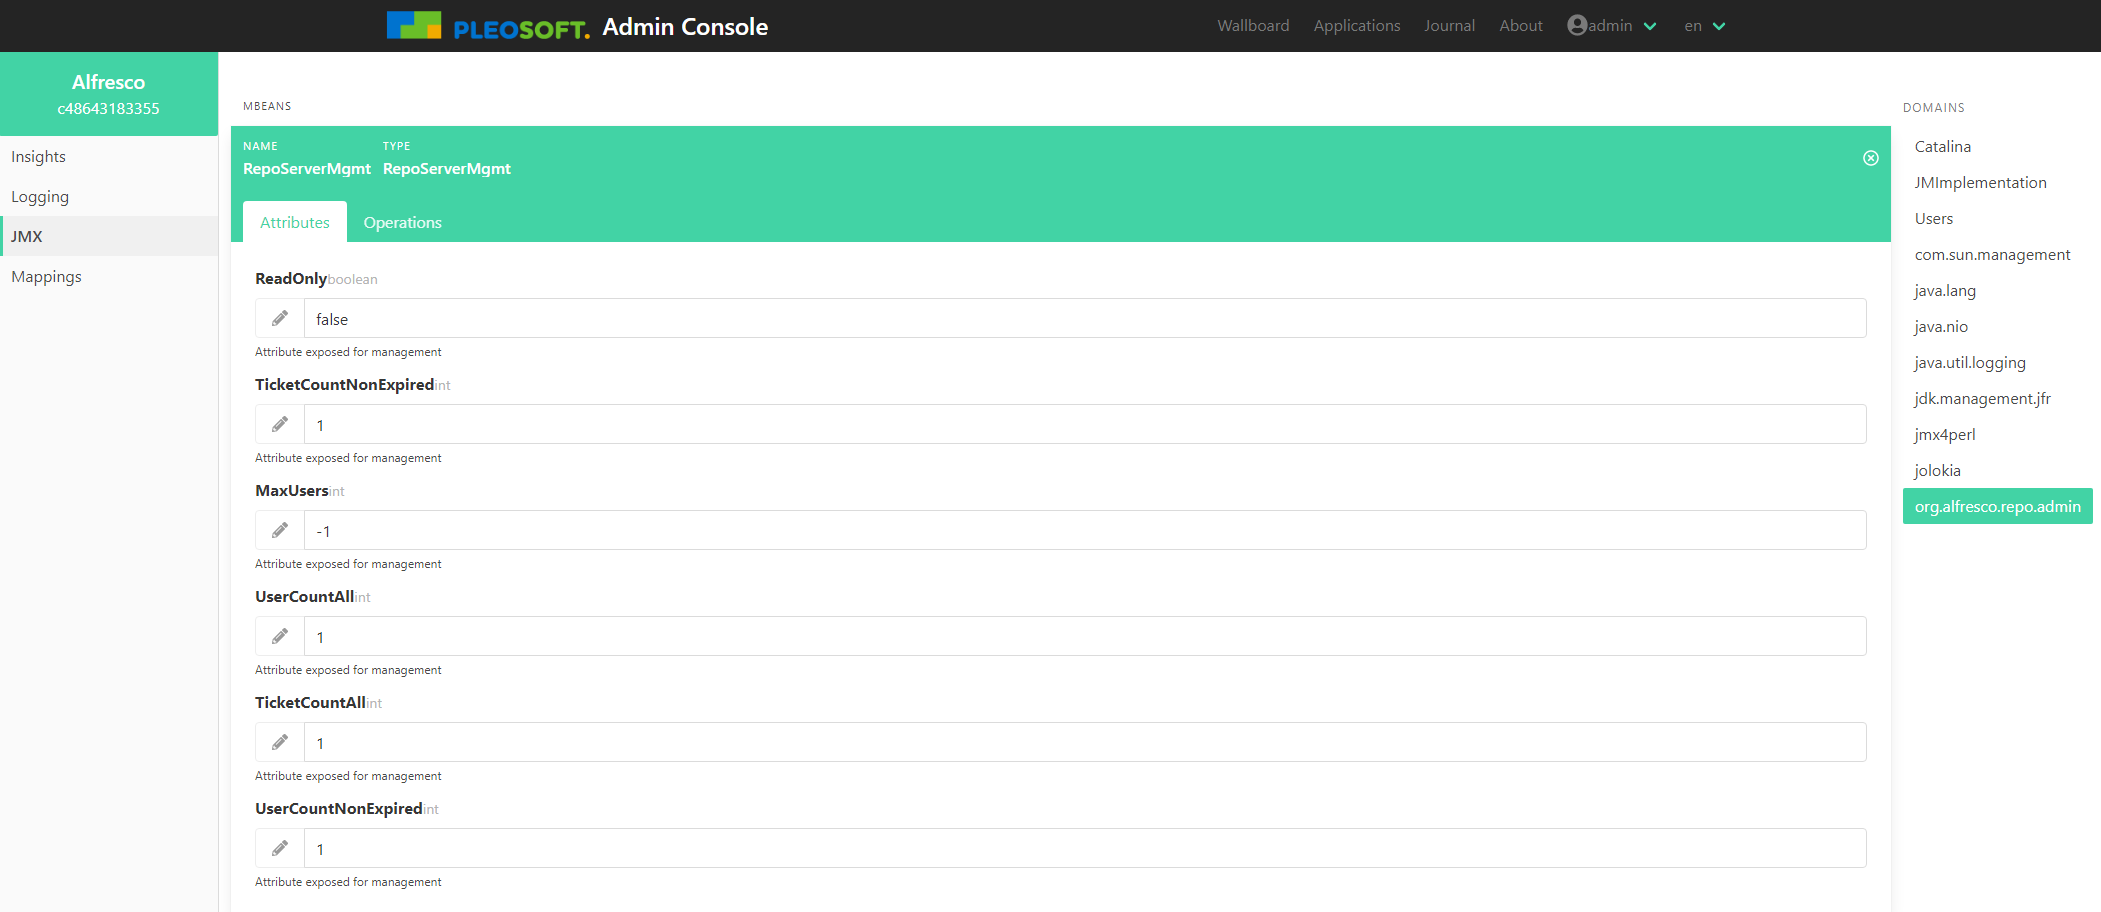 PLEOSOFT. Admin Console
Wallboard Applications Journal About admin en
Alfresco
c48643183355
Insights
Logging
JMX
Mappings
MBEANS
NAME TYPE
RepoServerMgmt RepoServerMgmt
Attributes Operations
ReadOnlyboolean
false
Attribute exposed for management
TicketCountNonExpiredint
1
Attribute exposed for management
MaxUsersint
-1
Attribute exposed for management
UserCountAllint
1
Attribute exposed for management
TicketCountAllint
1
Attribute exposed for management
UserCountNonExpiredint
1
Attribute exposed for management
DOMAINS
Catalina
JMImplementation
Users
com.sun.management
java.lang
java.nio
java.util.logging
jdk.management.jfr
jmx4perl
jolokia
org.alfresco.repo.admin